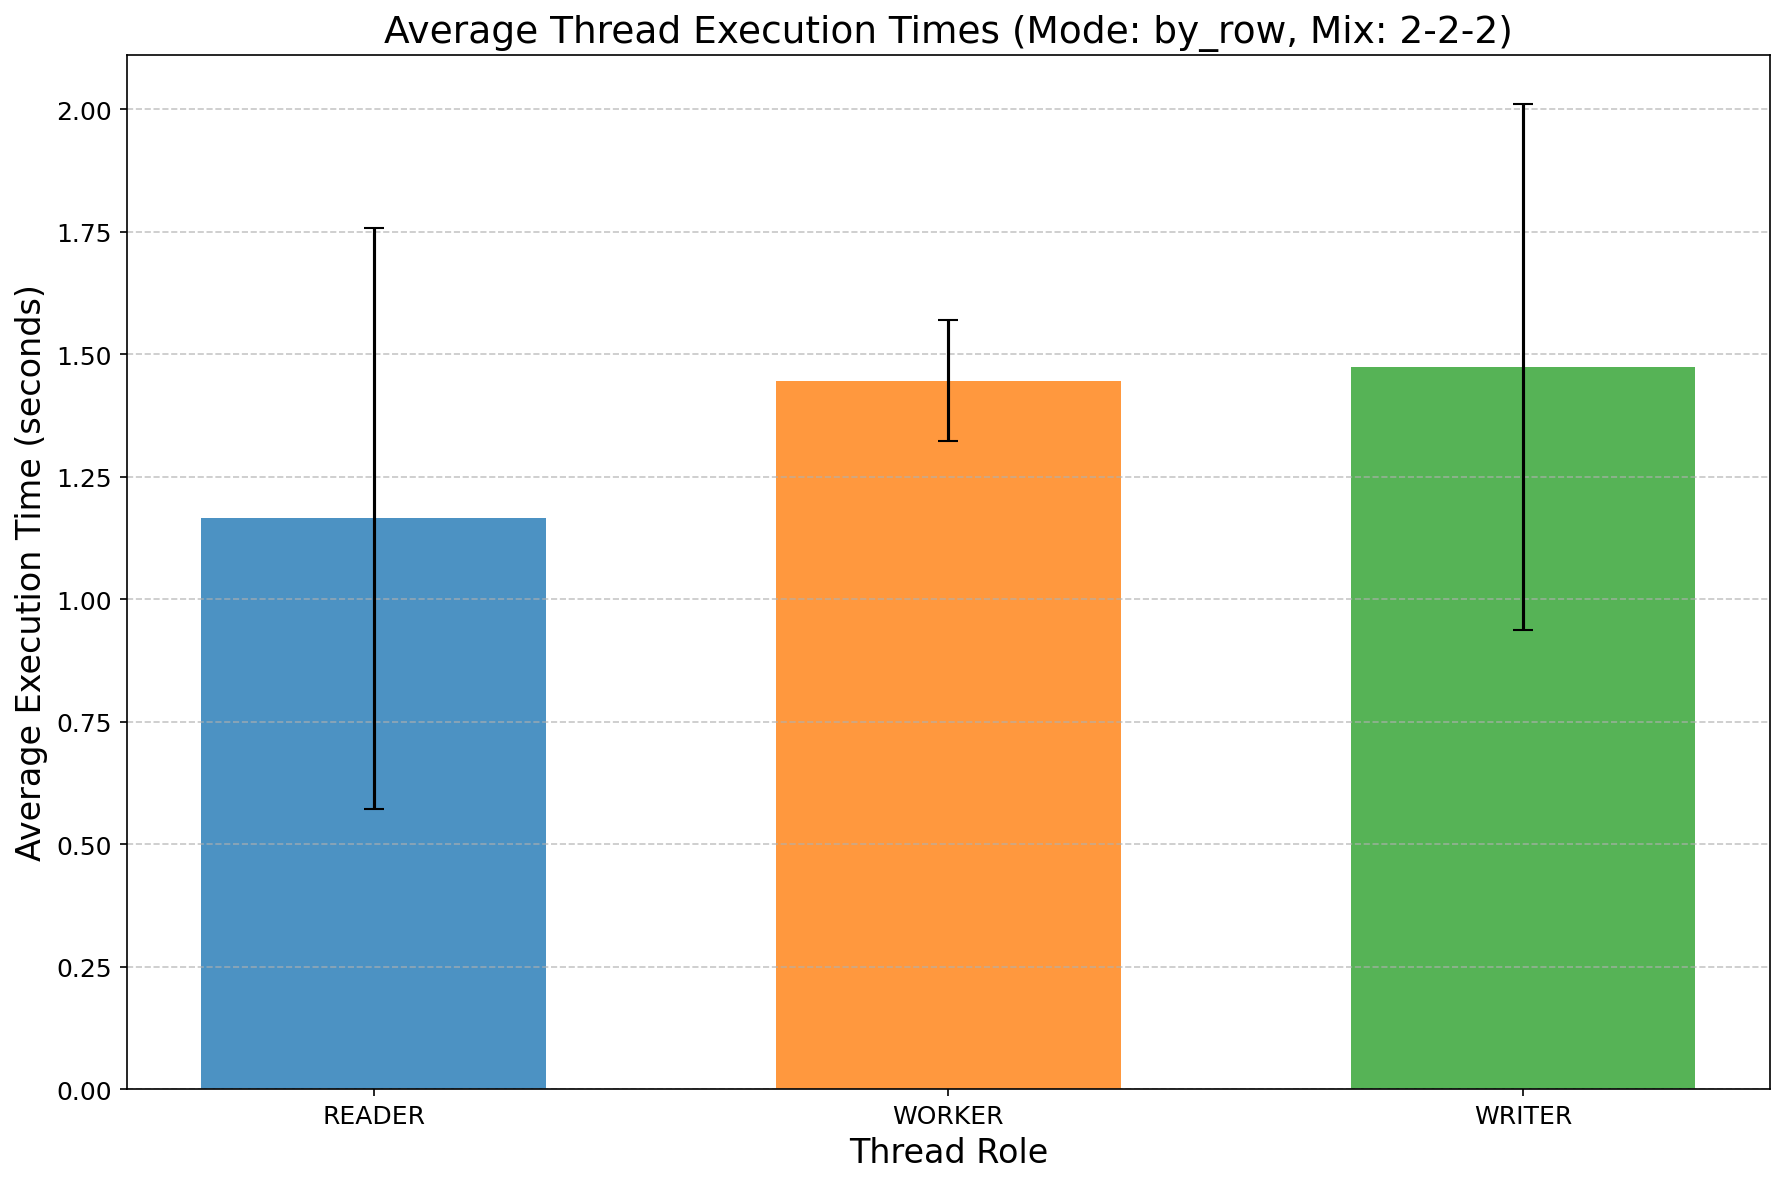 Average Thread Execution Times (Mode: by_row, Mix: 2-2-2)
Average Execution Time (seconds)
2.00
1.75
1.50
1.25
1.00
0.75
0.50
0.25
0.00
READER WORKER WRITER
Thread Role